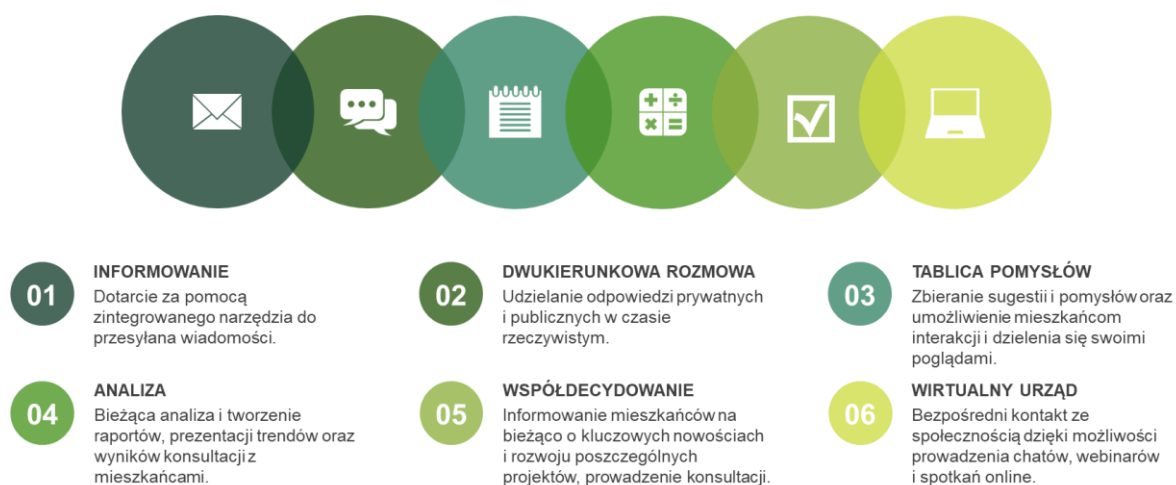 01
INFORMOWANIE
Dotarcie za pomocą
zintegrowanego narzędzia do
przesyłana wiadomości.
02
DWUKIERUNKOWA ROZMOWA
Udzielanie odpowiedzi prywatnych
i publicznych w czasie
rzeczywistym.
03
TABLICA POMYSŁÓW
Zbieranie sugestii i pomysłów oraz
umożliwienie mieszkańcom
interakcji i dzielenia się swoimi
poglądami.
04
ANALIZA
Bieżąca analiza i tworzenie
raportów, prezentacji trendów oraz
wyników konsultacji z
mieszkańcami.
05
WSPÓŁDECYDOWANIE
Informowanie mieszkańców na
bieżąco o kluczowych nowościach
i rozwoju poszczególnych
projektów, prowadzenie konsultacji.
06
WIRTUALNY URZĄD
Bezpośredni kontakt ze
społecznością dzięki możliwości
prowadzenia chatów, webinarów
i spotkań online.